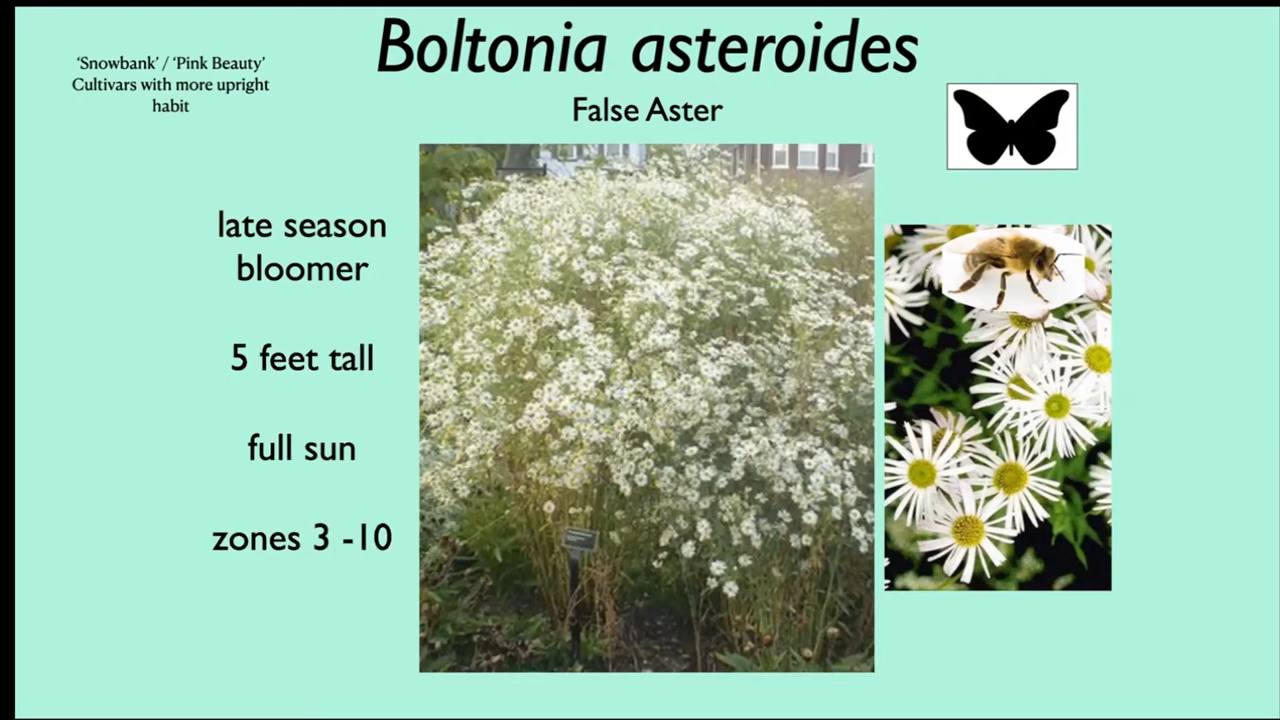 Boltonia asteroides
False Aster
‘Snowbank’ / ‘Pink Beauty’
Cultivars with more upright
habit
late season
bloomer
5 feet tall
full sun
zones 3 -10